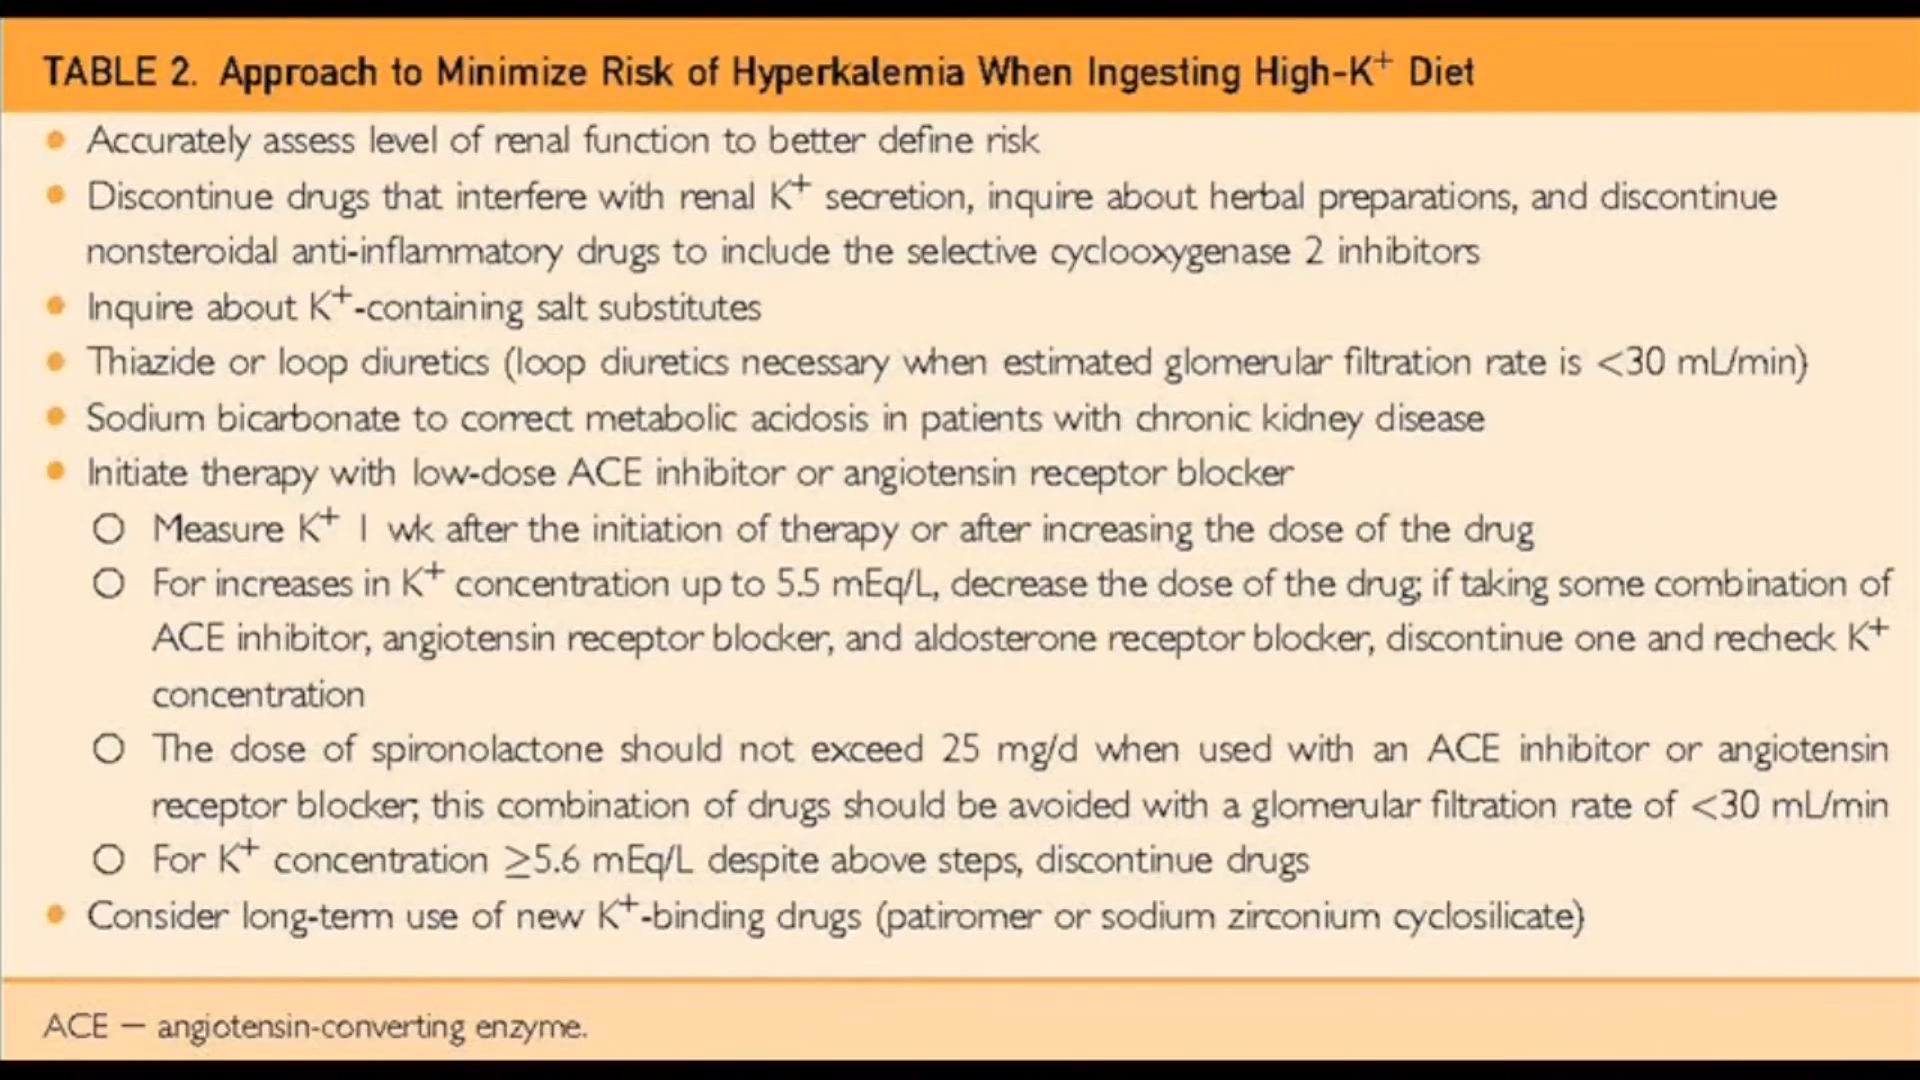 TABLE 2. Approach to Minimize Risk of Hyperkalemia When Ingesting High-K+ Diet
• Accurately assess level of renal function to better define risk
• Discontinue drugs that interfere with renal K+ secretion, inquire about herbal preparations, and discontinue
nonsteroidal anti-inflammatory drugs to include the selective cyclooxygenase 2 inhibitors
• Inquire about K+-containing salt substitutes
• Thiazide or loop diuretics (loop diuretics necessary when estimated glomerular filtration rate is <30 mL/min)
• Sodium bicarbonate to correct metabolic acidosis in patients with chronic kidney disease
• Initiate therapy with low-dose ACE inhibitor or angiotensin receptor blocker
○ Measure K+ 1 wk after the initiation of therapy or after increasing the dose of the drug
○ For increases in K+ concentration up to 5.5 mEq/L, decrease the dose of the drug; if taking some combination of
ACE inhibitor, angiotensin receptor blocker, and aldosterone receptor blocker, discontinue one and recheck K+
concentration
○ The dose of spironolactone should not exceed 25 mg/d when used with an ACE inhibitor or angiotensin
receptor blocker; this combination of drugs should be avoided with a glomerular filtration rate of <30 mL/min
○ For K+ concentration ≥5.6 mEq/L despite above steps, discontinue drugs
• Consider long-term use of new K+-binding drugs (patiromer or sodium zirconium cyclosilicate)
ACE — angiotensin-converting enzyme.